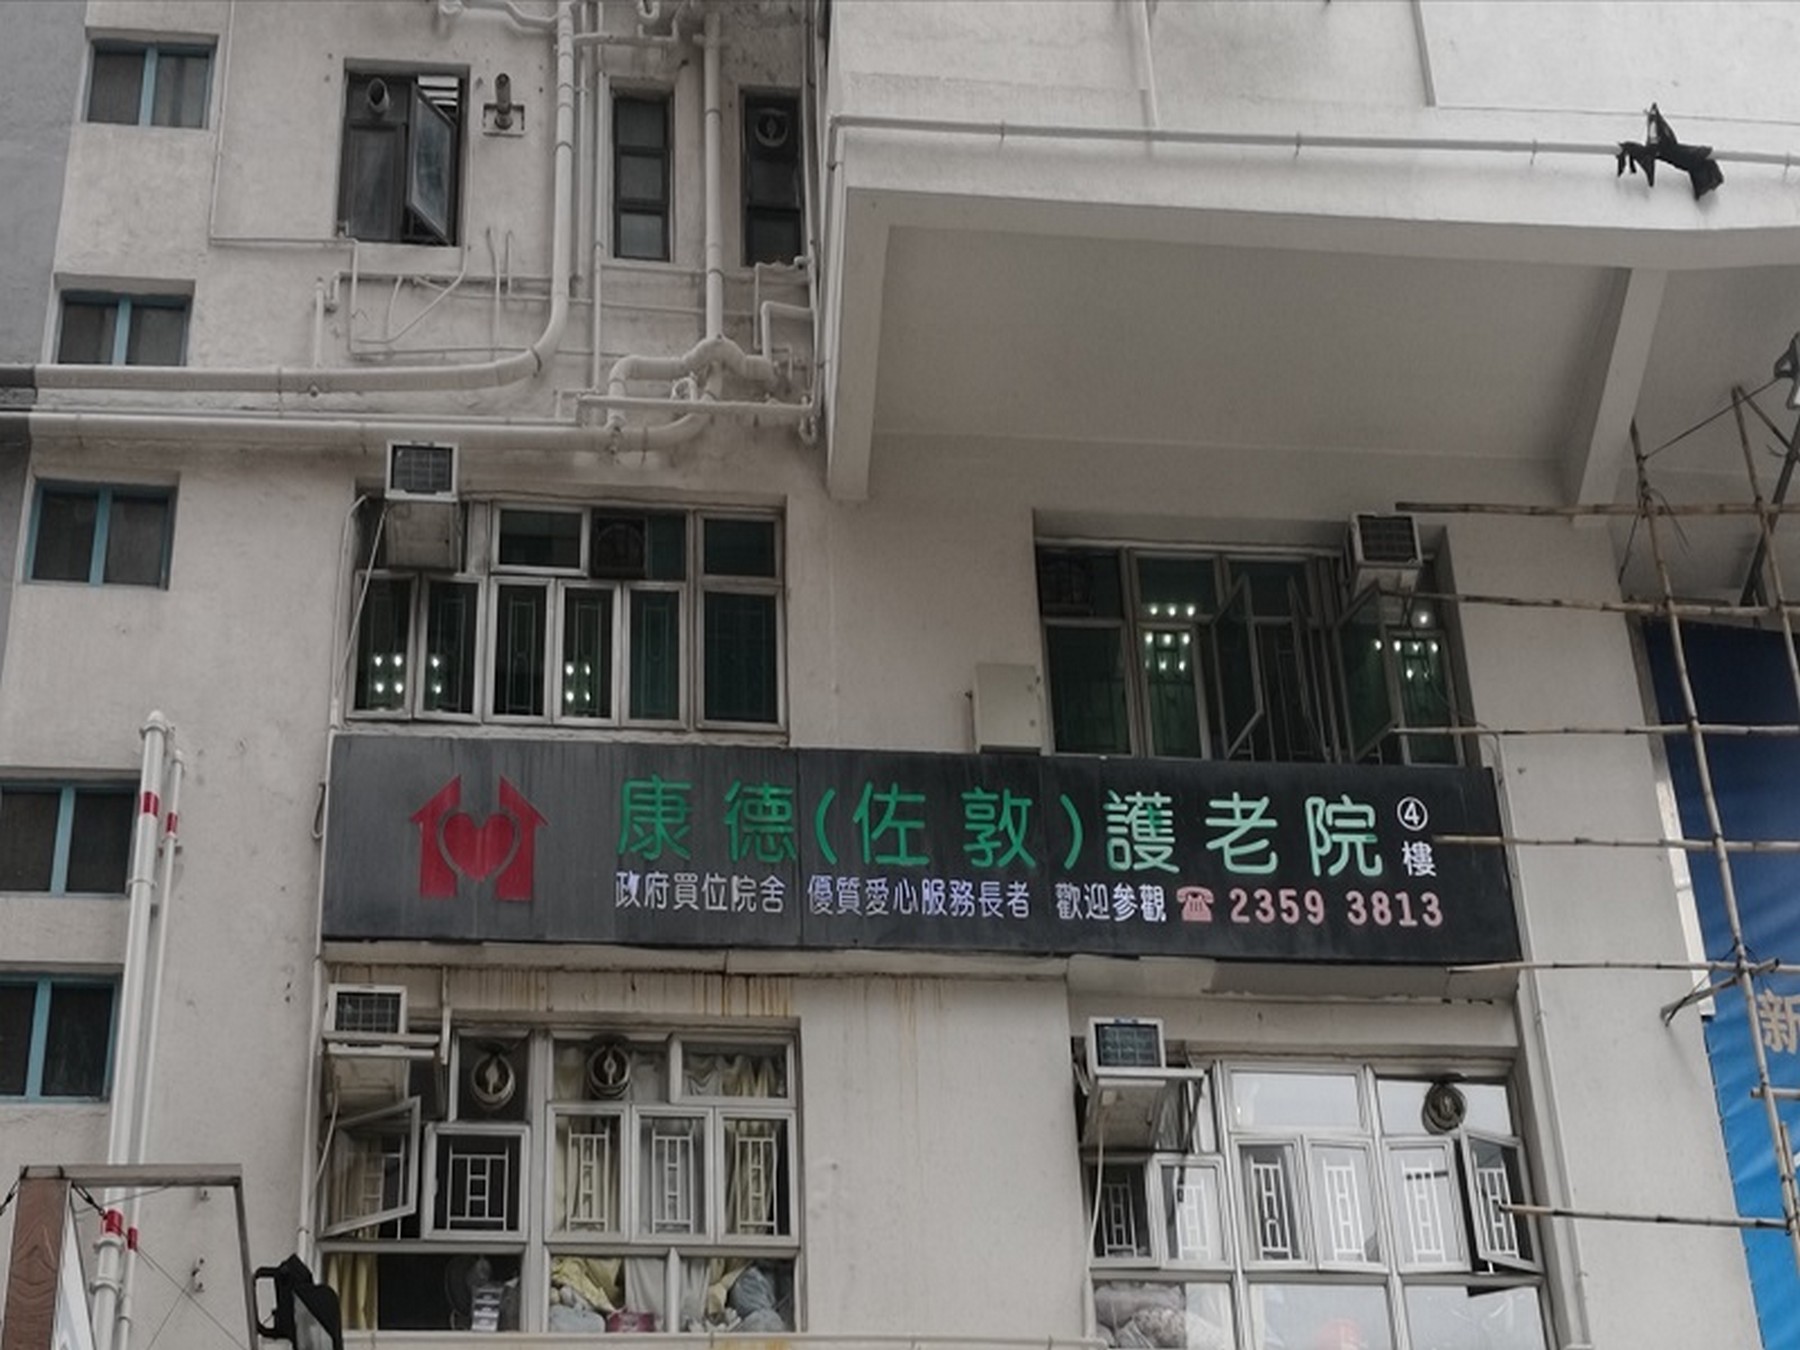 康德(佐敦)護老院④樓
政府買位院舍 優質愛心服務長者 歡迎參觀☎2359 3813
新